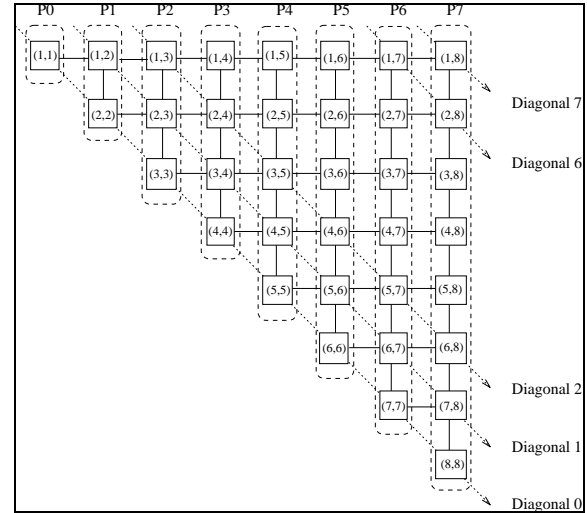 P0 P1 P2 P3 P4 P5 P6 P7
(1,1) (1,2) (1,3) (1,4) (1,5) (1,6) (1,7) (1,8)
Diagonal 7
(2,2) (2,3) (2,4) (2,5) (2,6) (2,7) (2,8)
Diagonal 6
(3,3) (3,4) (3,5) (3,6) (3,7) (3,8)
(4,4) (4,5) (4,6) (4,7) (4,8)
(5,5) (5,6) (5,7) (5,8)
(6,6) (6,7) (6,8)
Diagonal 2
(7,7) (7,8)
Diagonal 1
(8,8)
Diagonal 0